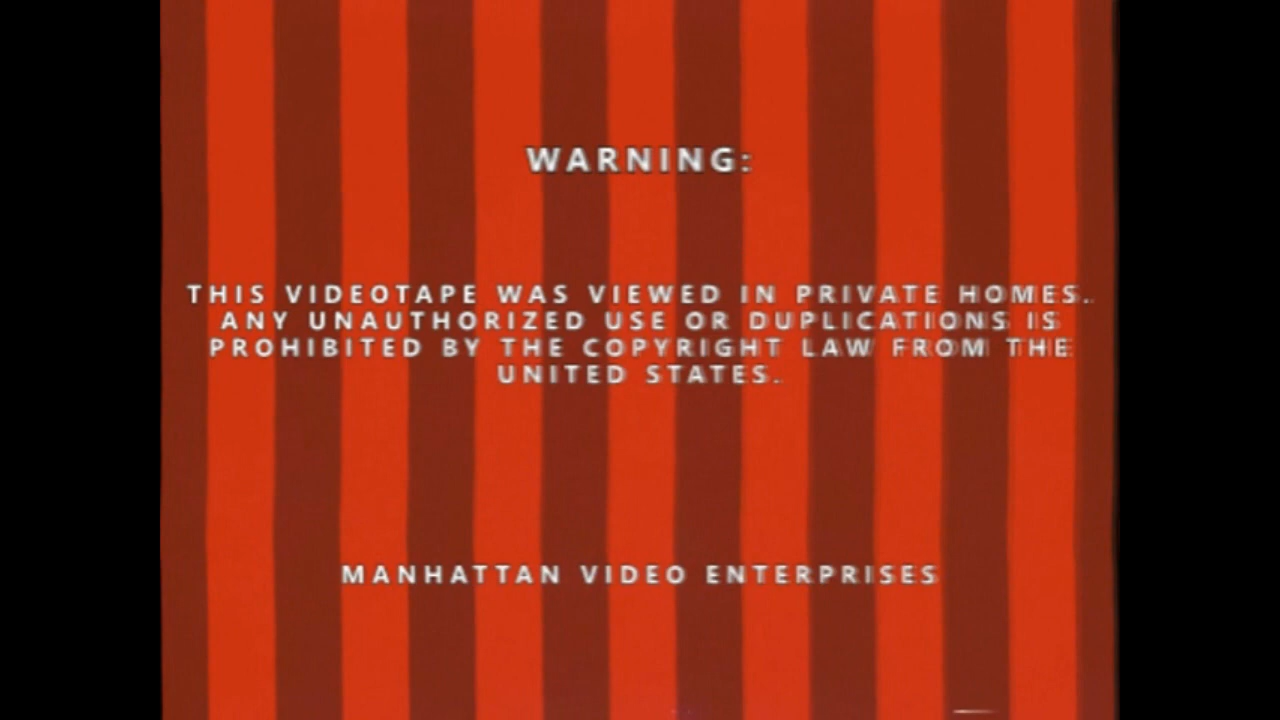 WARNING:
THIS VIDEOTAPE WAS VIEWED IN PRIVATE HOMES.
ANY UNAUTHORIZED USE OR DUPLICATIONS IS
PROHIBITED BY THE COPYRIGHT LAW FROM THE
UNITED STATES.
MANHATTAN VIDEO ENTERPRISES